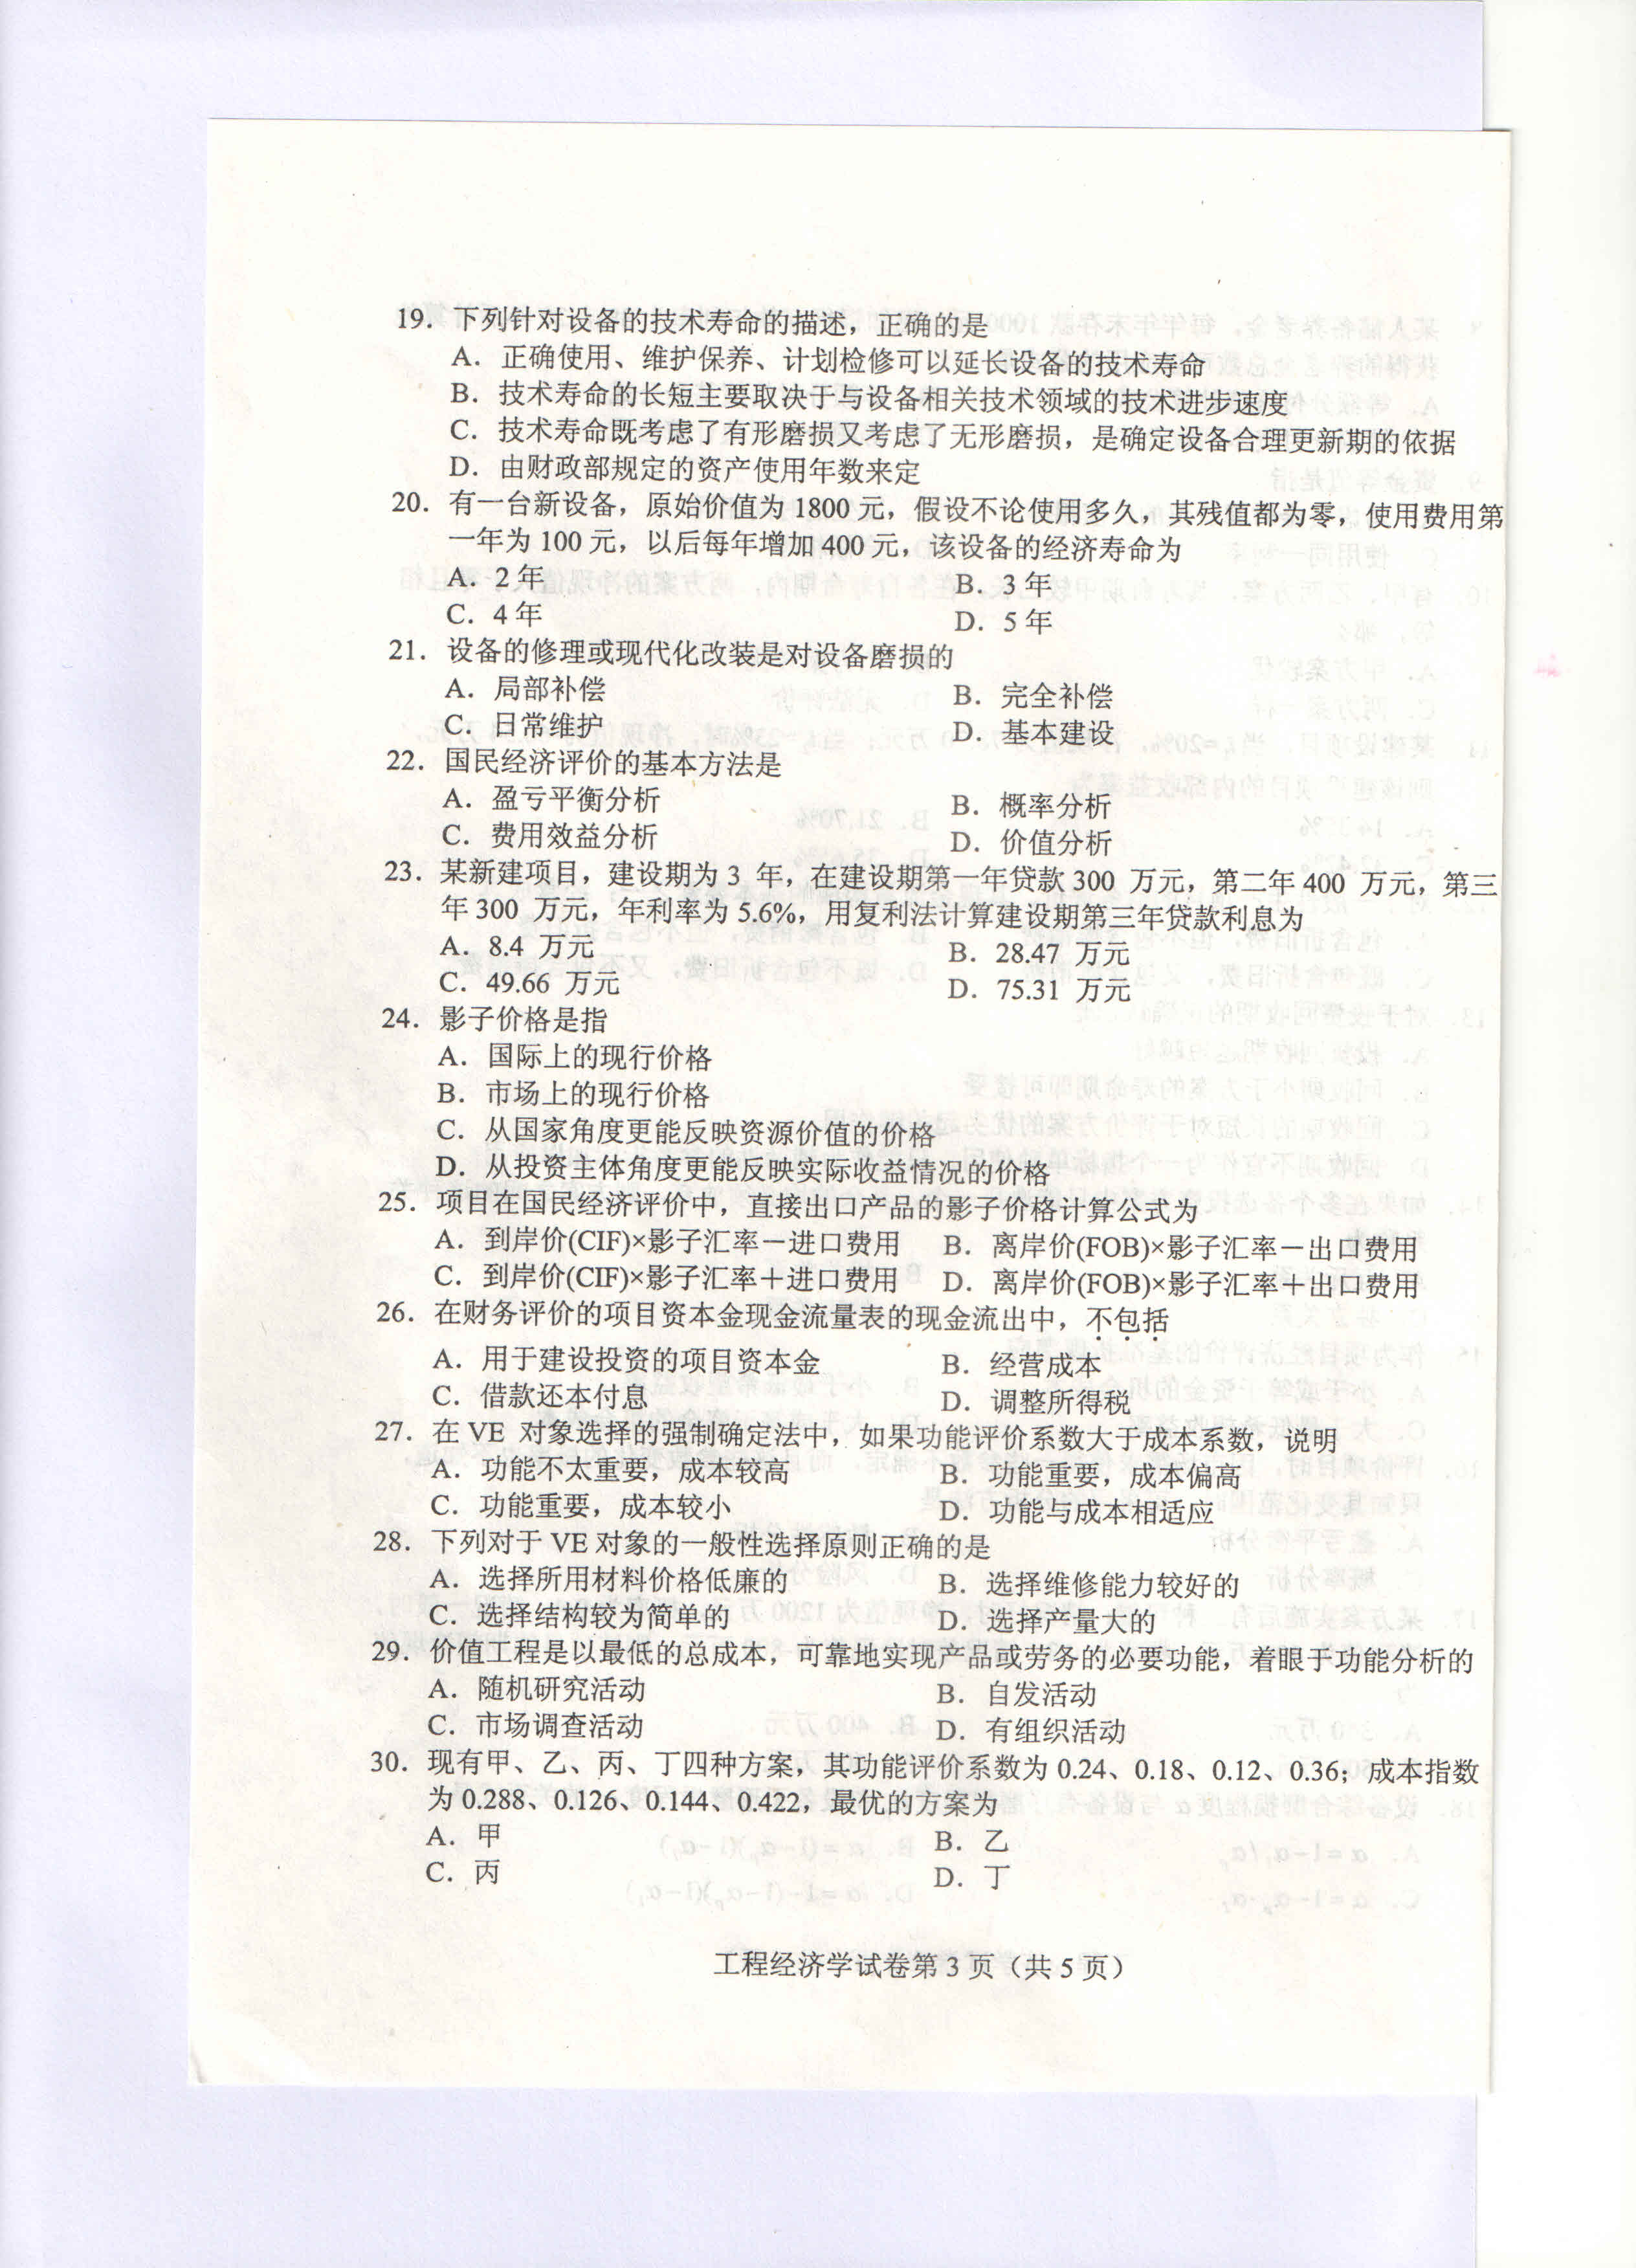 19．下列针对设备的技术寿命的描述，正确的是
A．正确使用、维护保养、计划检修可以延长设备的技术寿命
B．技术寿命的长短主要取决于与设备相关技术领域的技术进步速度
C．技术寿命既考虑了有形磨损又考虑了无形磨损，是确定设备合理更新期的依据
D．由财政部规定的资产使用年数来定
20．有一台新设备，原始价值为1800元，假设不论使用多久，其残值都为零，使用费用第
一年为100元，以后每年增加400元，该设备的经济寿命为
A．2年 B．3年
C．4年 D．5年
21．设备的修理或现代化改装是对设备磨损的
A．局部补偿 B．完全补偿
C．日常维护 D．基本建设
22．国民经济评价的基本方法是
A．盈亏平衡分析 B．概率分析
C．费用效益分析 D．价值分析
23．某新建项目，建设期为3 年，在建设期第一年贷款300 万元，第二年400 万元，第三
年300 万元，年利率为5.6%，用复利法计算建设期第三年贷款利息为
A．8.4 万元 B．28.47 万元
C．49.66 万元 D．75.31 万元
24．影子价格是指
A．国际上的现行价格
B．市场上的现行价格
C．从国家角度更能反映资源价值的价格
D．从投资主体角度更能反映实际收益情况的价格
25．项目在国民经济评价中，直接出口产品的影子价格计算公式为
A．到岸价(CIF)×影子汇率－进口费用 B．离岸价(FOB)×影子汇率－出口费用
C．到岸价(CIF)×影子汇率＋进口费用 D．离岸价(FOB)×影子汇率＋出口费用
26．在财务评价的项目资本金现金流量表的现金流出中，不包括
A．用于建设投资的项目资本金 B．经营成本
C．借款还本付息 D．调整所得税
27．在VE 对象选择的强制确定法中，如果功能评价系数大于成本系数，说明
A．功能不太重要，成本较高 B．功能重要，成本偏高
C．功能重要，成本较小 D．功能与成本相适应
28．下列对于VE对象的一般性选择原则正确的是
A．选择所用材料价格低廉的 B．选择维修能力较好的
C．选择结构较为简单的 D．选择产量大的
29．价值工程是以最低的总成本，可靠地实现产品或劳务的必要功能，着眼于功能分析的
A．随机研究活动 B．自发活动
C．市场调查活动 D．有组织活动
30．现有甲、乙、丙、丁四种方案，其功能评价系数为0.24、0.18、0.12、0.36；成本指数
为0.288、0.126、0.144、0.422，最优的方案为
A．甲 B．乙
C．丙 D．丁
工程经济学试卷第3页（共5页）